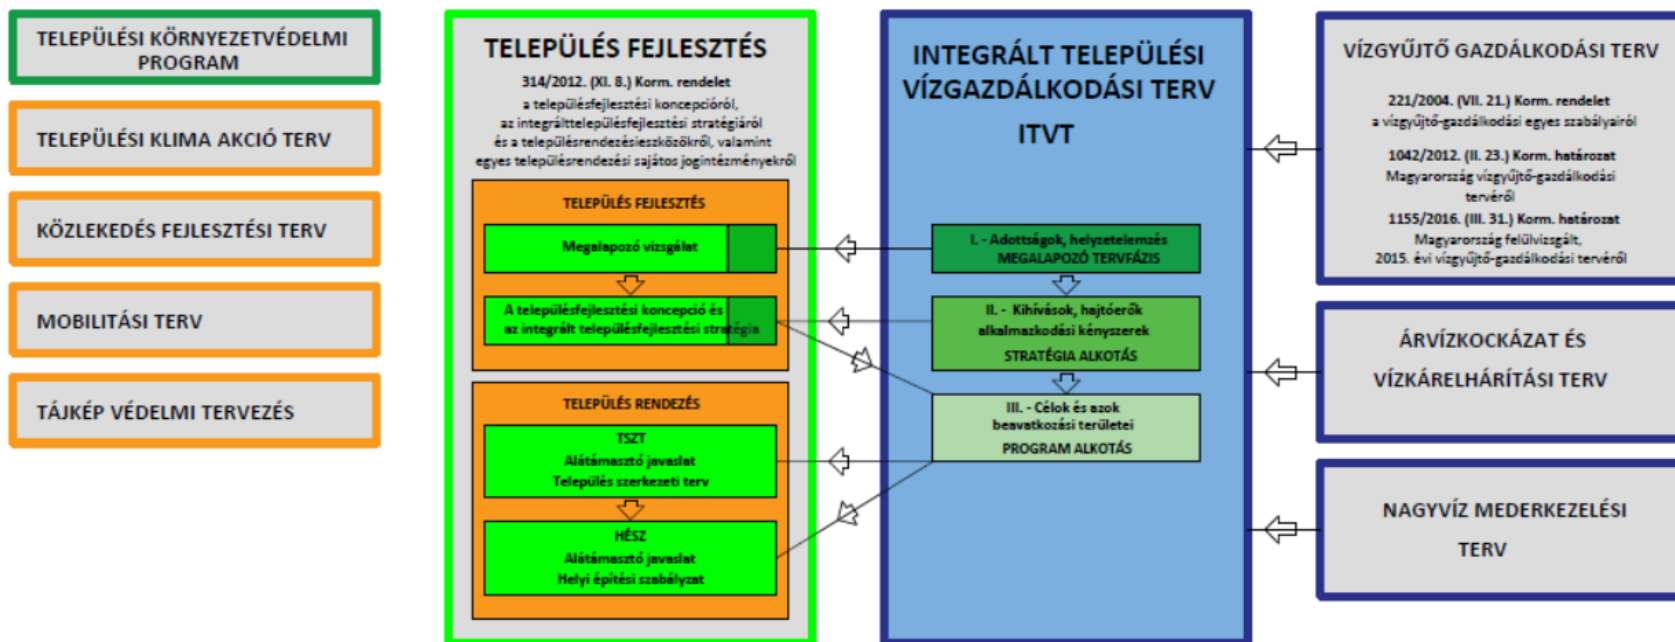 TELEPÜLÉSI KÖRNYEZETVÉDELMI
PROGRAM
TELEPÜLÉSI KLIMA AKCIÓ TERV
KÖZLEKEDÉS FEJLESZTÉSI TERV
MOBILITÁSI TERV
TÁJKÉP VÉDELMI TERVEZÉS
TELEPÜLÉS FEJLESZTÉS
314/2012. (XI. 8.) Korm. rendelet
a településfejlesztési koncepcióról,
az integrálttelepülésfejlesztési stratégiáról
és a településrendezésieszközökről, valamint
egyes településrendezési sajátos jogintézményekről
TELEPÜLÉS FEJLESZTÉS
Megalapozó vizsgálat
A településfejlesztési koncepció és
az integrált településfejlesztési stratégia
TELEPÜLÉS RENDEZÉS
TSZT
Alátámasztó javaslat
Település szerkezeti terv
HÉSZ
Alátámasztó javaslat
Helyi építési szabályzat
INTEGRÁLT TELEPÜLÉSI
VÍZGAZDÁLKODÁSI TERV
ITVT
I. - Adottságok, helyzetelemzés
MEGALAPOZÓ TERVFÁZIS
II. - Kihívások, hajtóerők
alkalmazkodási kényszerek
STRATÉGIA ALKOTÁS
III. - Célok és azok
beavatkozási területei
PROGRAM ALKOTÁS
VÍZGYŰJTŐ GAZDÁLKODÁSI TERV
221/2004. (VII. 21.) Korm. rendelet
a vízgyűjtő-gazdálkodási egyes szabályairól
1042/2012. (II. 23.) Korm. határozat
Magyarország vízgyűjtő-gazdálkodási
tervéről
1155/2016. (III. 31.) Korm. határozat
Magyarország felűlvizsgált,
2015. évi vízgyűjtő-gazdálkodási tervéről
ÁRVÍZKOCKÁZAT ÉS
VÍZKÁRELHÁRÍTÁSI TERV
NAGYVÍZ MEDERKEZELÉSI
TERV